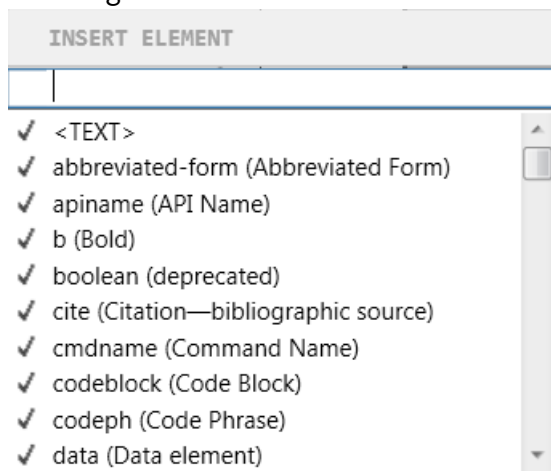 INSERT ELEMENT
<TEXT>
abbreviated-form (Abbreviated Form)
apiname (API Name)
b (Bold)
boolean (deprecated)
cite (Citation—bibliographic source)
cmdname (Command Name)
codeblock (Code Block)
codeph (Code Phrase)
data (Data element)